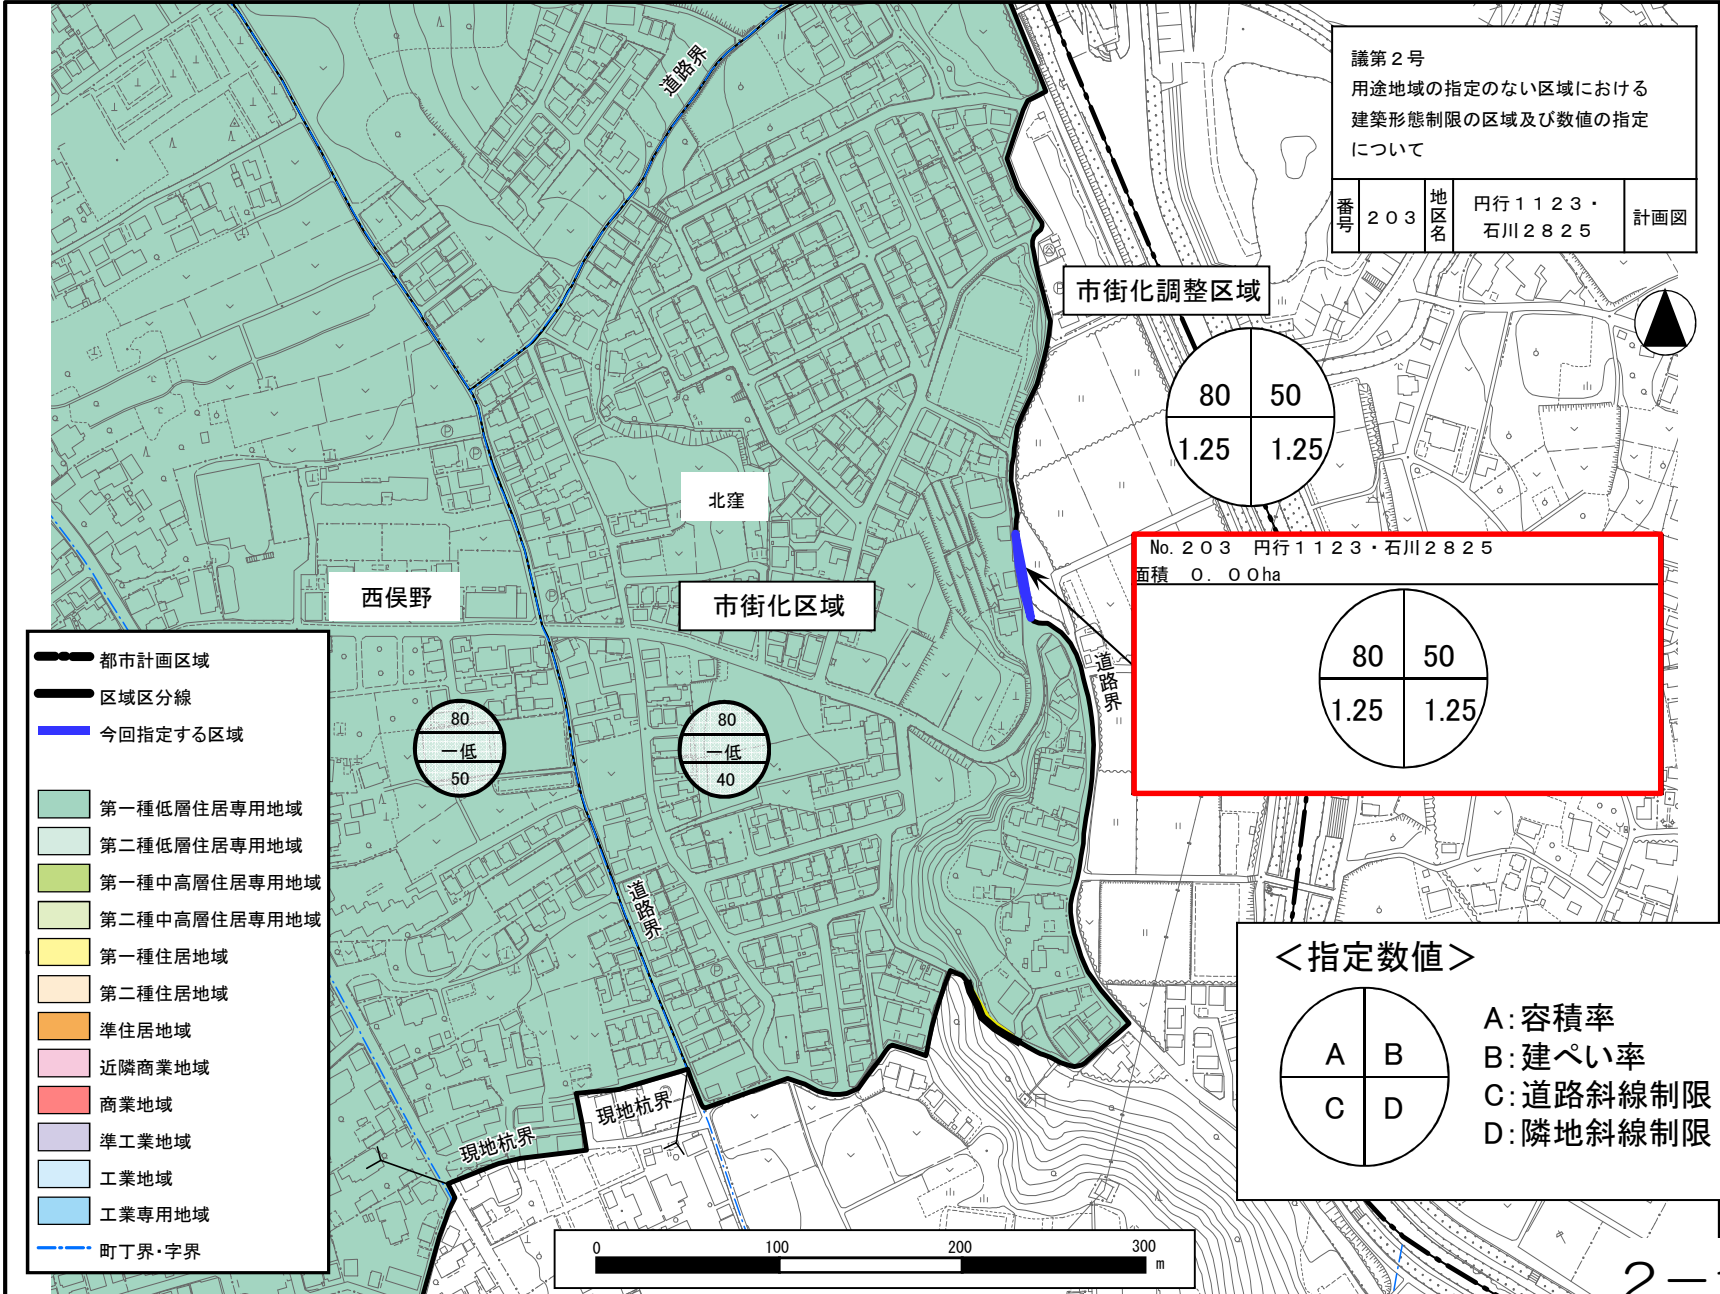 議第２号
用途地域の指定のない区域における
建築形態制限の区域及び数値の指定
について
番号 ２０３ 地区名 円行１１２３・石川２８２５ 計画図
道路界
市街化調整区域
80 50
1.25 1.25
北窪
西俣野
市街化区域
No.２０３ 円行１１２３・石川２８２５
面積 ０．００ha
80 50
1.25 1.25
道路界
80
一低
50
80
一低
40
道路界
現地杭界
現地杭界
都市計画区域
区域区分線
今回指定する区域
第一種低層住居専用地域
第二種低層住居専用地域
第一種中高層住居専用地域
第二種中高層住居専用地域
第一種住居地域
第二種住居地域
準住居地域
近隣商業地域
商業地域
準工業地域
工業地域
工業専用地域
町丁界・字界
＜指定数値＞
A B
C D
A：容積率
B：建ぺい率
C：道路斜線制限
D：隣地斜線制限
0 100 200 300
m
２－